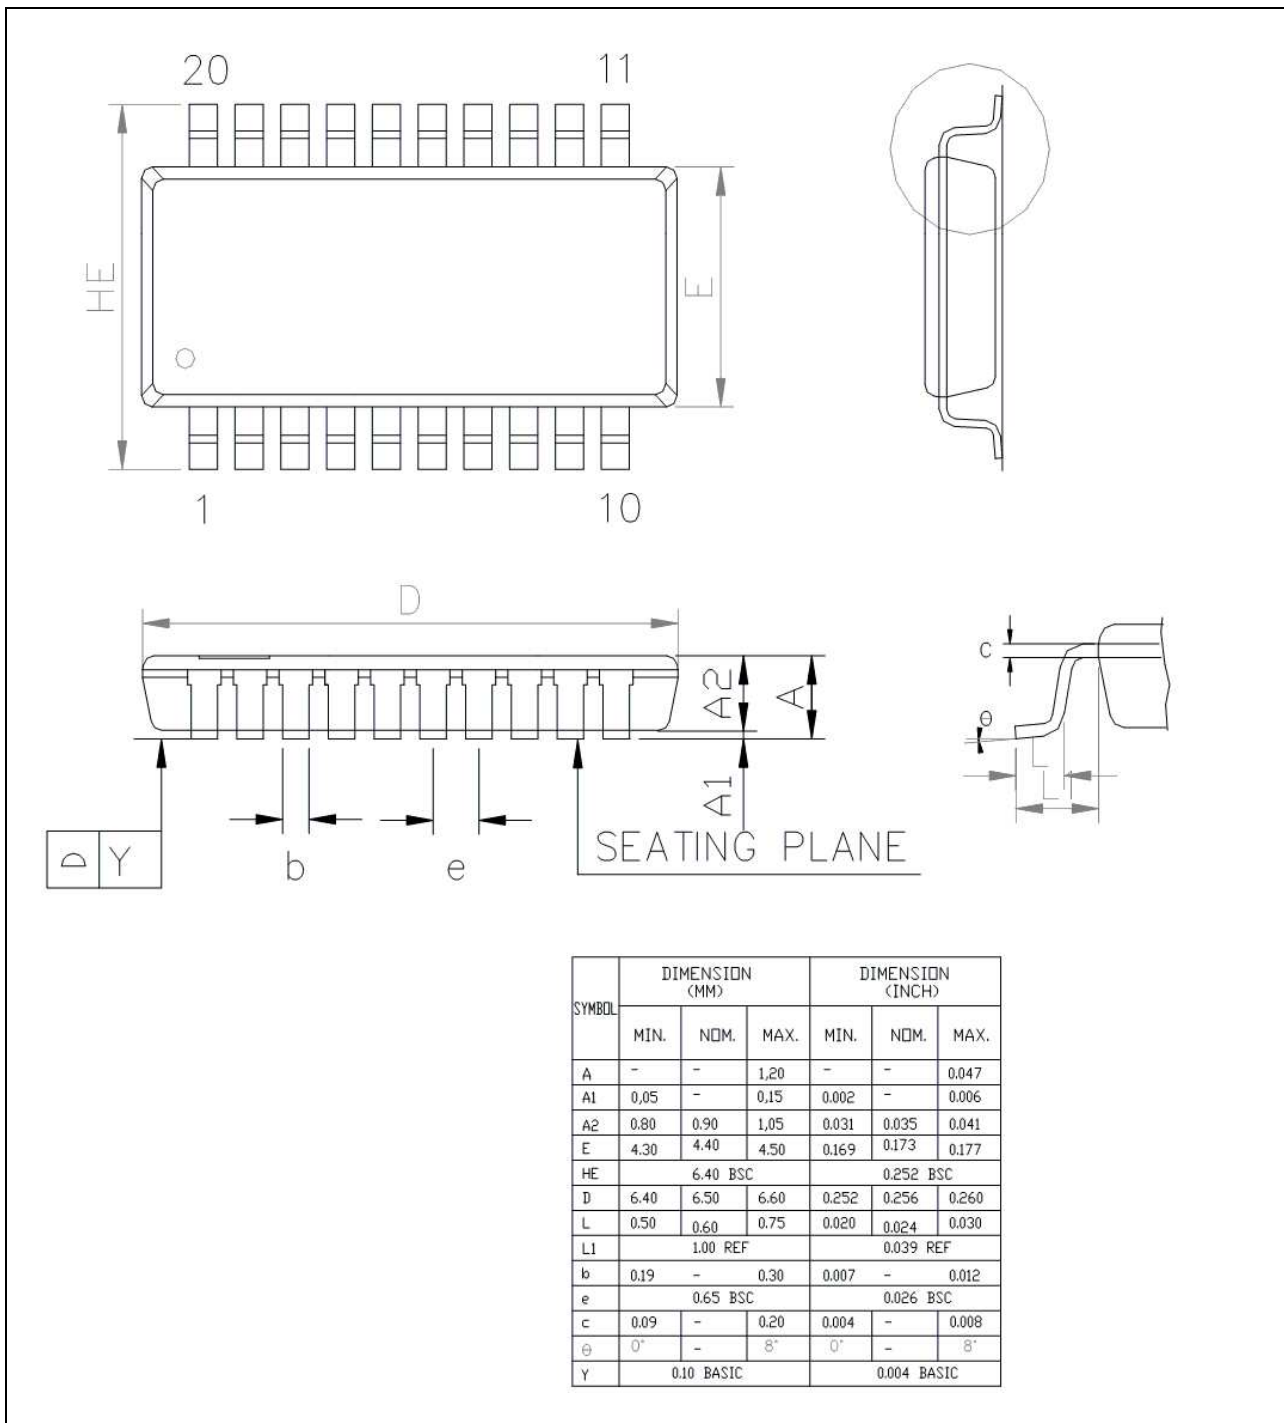 20 11
HE
E
1 10
D
A2
A
A1
b
e
SEATING PLANE
Y
c
θ
L
L
SYMBOL DIMENSION (MM) DIMENSION (INCH)
MIN. NOM. MAX. MIN. NOM. MAX.
A - - 1,20 - - 0.047
A1 0,05 - 0,15 0.002 - 0.006
A2 0.80 0.90 1,05 0.031 0.035 0.041
E 4.30 4.40 4.50 0.169 0.173 0.177
HE 6.40 BSC 0.252 BSC
D 6.40 6.50 6.60 0.252 0.256 0.260
L 0.50 0.60 0.75 0.020 0.024 0.030
L1 1.00 REF 0.039 REF
b 0.19 - 0.30 0.007 - 0.012
e 0.65 BSC 0.026 BSC
c 0.09 - 0.20 0.004 - 0.008
θ 0° - 8° 0° - 8°
Y 0.10 BASIC 0.004 BASIC